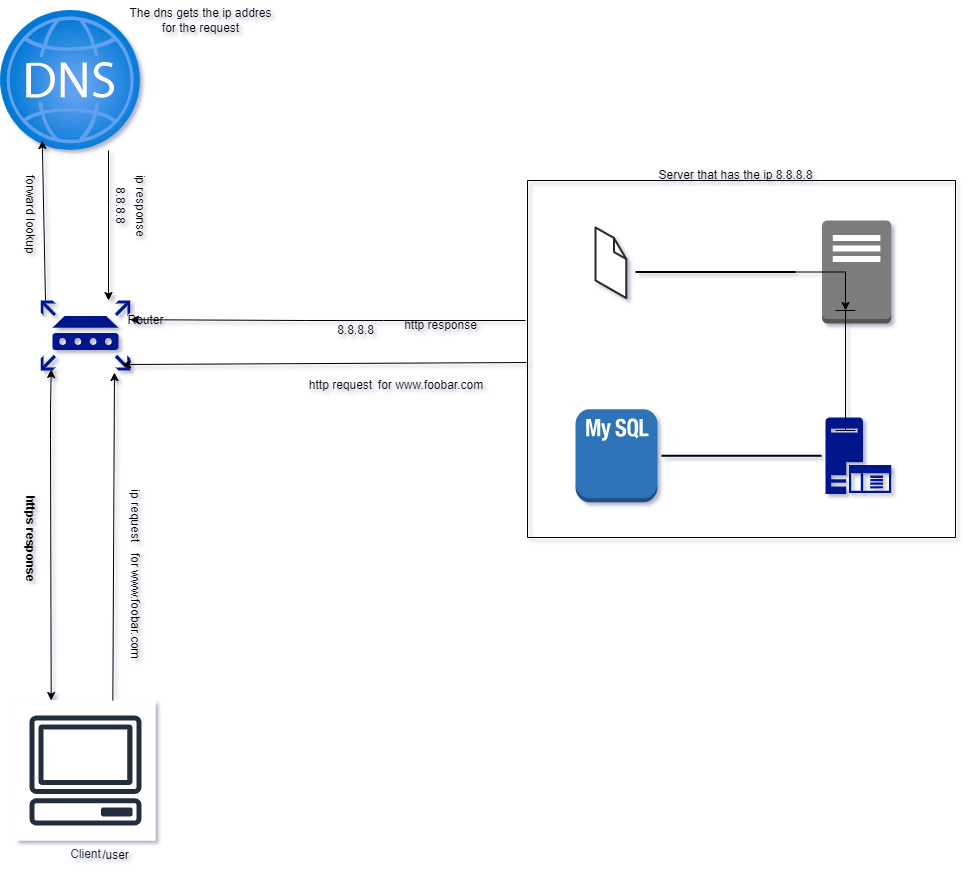 The dns gets the ip addres
for the request
DNS
forward lookup
ip response
8.8.8.8
Server that has the ip 8.8.8.8
Router
8.8.8.8
http response
http request for www.foobar.com
My SQL
https response
ip request for www.foobar.com
Client/user